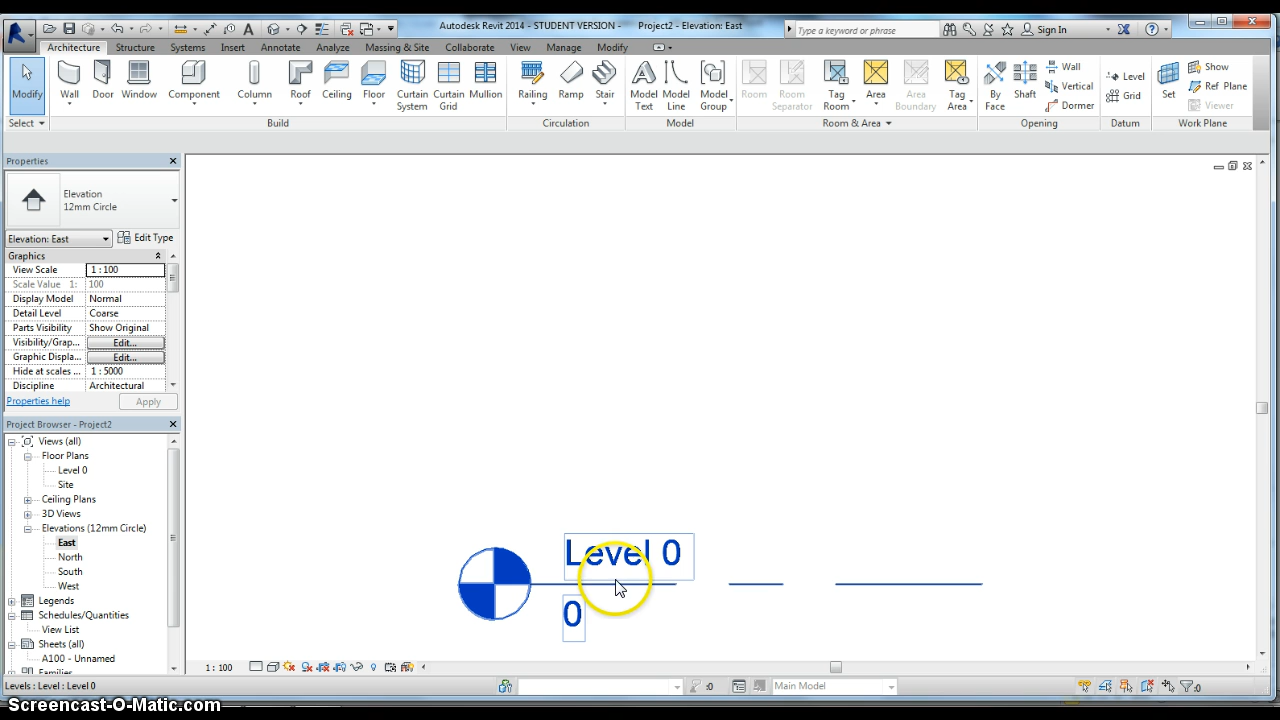 Autodesk Revit 2014 - STUDENT VERSION - Project2 - Elevation: East
Type a keyword or phrase
Sign In
Architecture Structure Systems Insert Annotate Analyze Massing & Site Collaborate View Manage Modify
Modify Wall Door Window Component Column Roof Ceiling Floor Curtain System Curtain Grid Mullion Railing Ramp Stair Model Text Model Line Model Group Room Room Separator Tag Room Area Area Boundary Tag Area By Face Shaft Wall Vertical Dormer Level Grid Set Show Ref Plane Viewer
Select Build Circulation Model Room & Area Opening Datum Work Plane
Properties
Elevation
12mm Circle
Elevation: East Edit Type
Graphics
View Scale 1 : 100
Scale Value 1: 100
Display Model Normal
Detail Level Coarse
Parts Visibility Show Original
Visibility/Grap... Edit...
Graphic Displa... Edit...
Hide at scales ... 1 : 5000
Discipline Architectural
Properties help Apply
Project Browser - Project2
Views (all)
Floor Plans
Level 0
Site
Ceiling Plans
3D Views
Elevations (12mm Circle)
East
North
South
West
Legends
Schedules/Quantities
View List
Sheets (all)
A100 - Unnamed
Families
Level 0
0
1 : 100
Levels : Level : Level 0
:0
Main Model
:0
Screencast-O-Matic.com